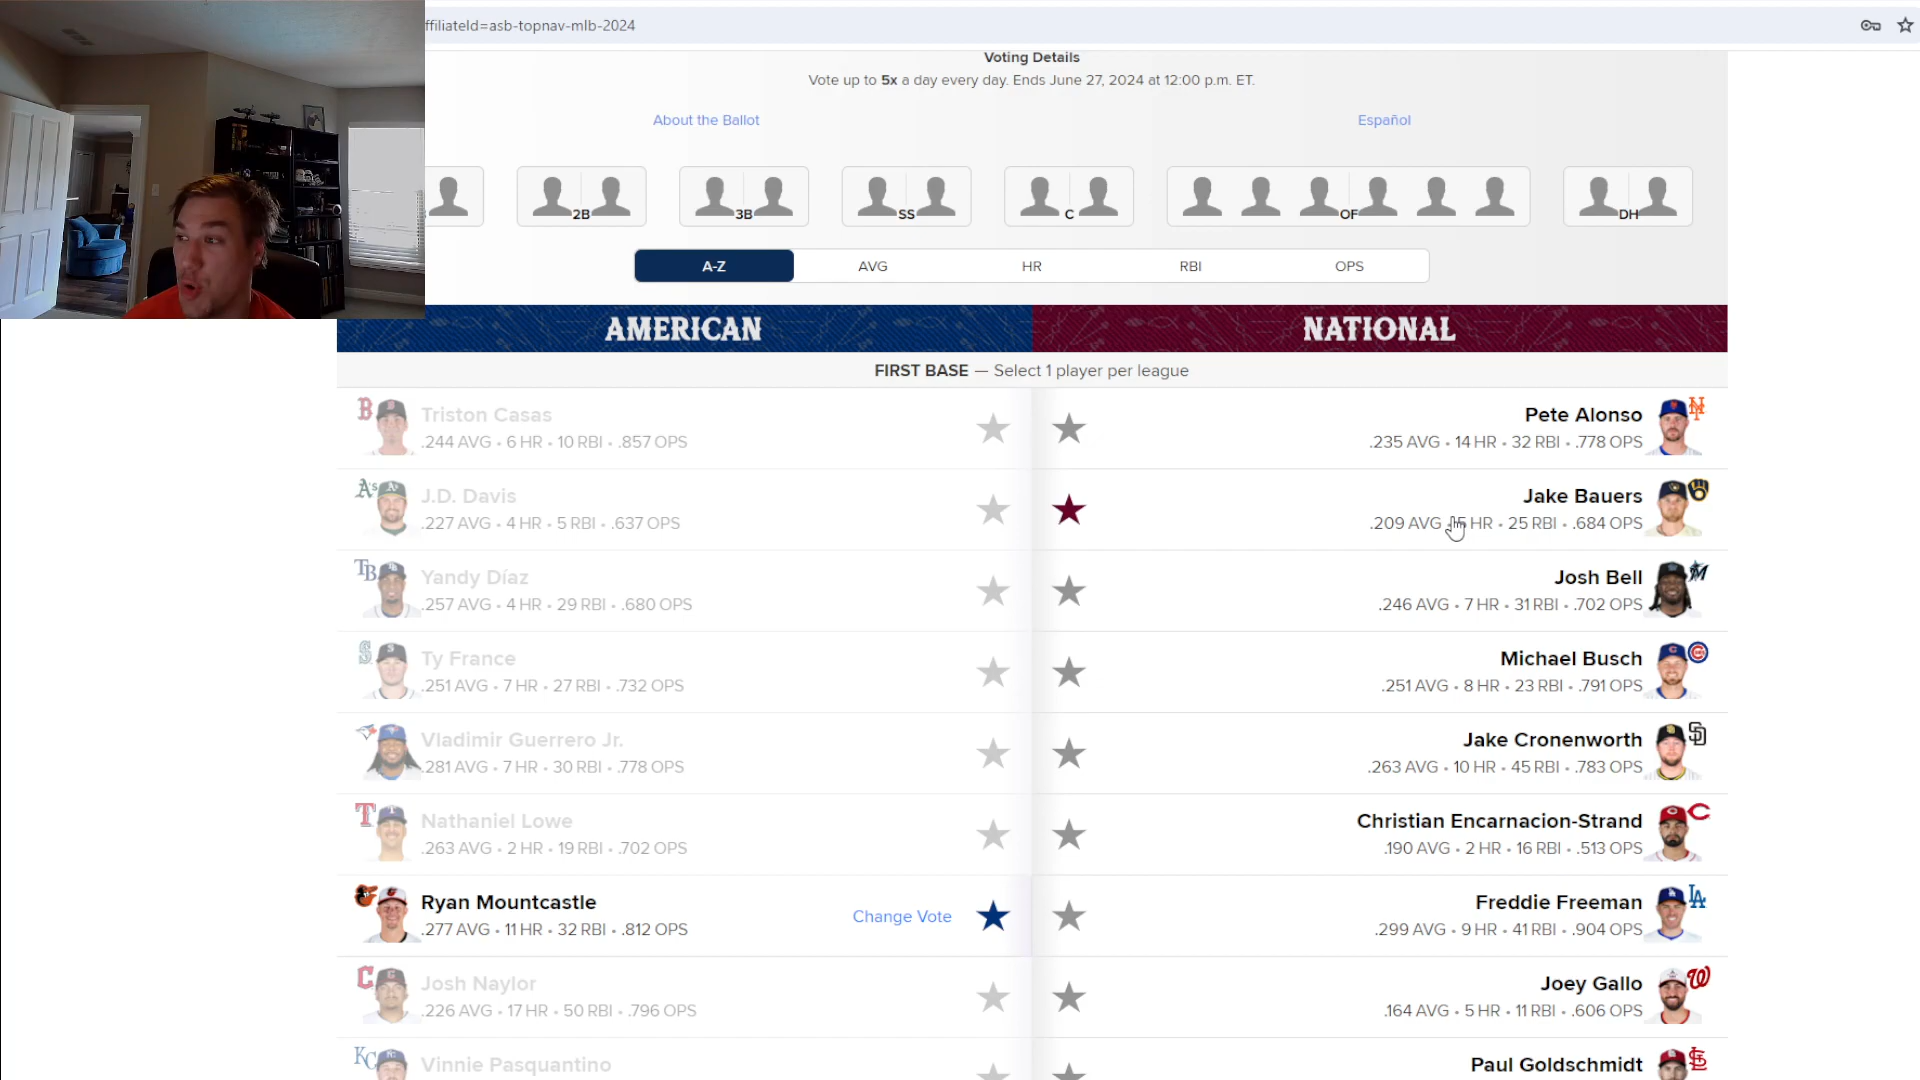 ffiliateId=asb-topnav-mlb-2024
Voting Details
Vote up to 5x a day every day. Ends June 27, 2024 at 12:00 p.m. ET.
About the Ballot
Español
2B
3B
SS
C
OF
DH
A-Z
AVG
HR
RBI
OPS
AMERICAN
NATIONAL
FIRST BASE — Select 1 player per league
Triston Casas
.244 AVG • 6 HR • 10 RBI • .857 OPS
Pete Alonso
.235 AVG • 14 HR • 32 RBI • .778 OPS
J.D. Davis
.227 AVG • 4 HR • 5 RBI • .637 OPS
Jake Bauers
.209 AVG • HR • 25 RBI • .684 OPS
Yandy Díaz
.257 AVG • 4 HR • 29 RBI • .680 OPS
Josh Bell
.246 AVG • 7 HR • 31 RBI • .702 OPS
Ty France
.251 AVG • 7 HR • 27 RBI • .732 OPS
Michael Busch
.251 AVG • 8 HR • 23 RBI • .791 OPS
Vladimir Guerrero Jr.
.281 AVG • 7 HR • 30 RBI • .778 OPS
Jake Cronenworth
.263 AVG • 10 HR • 45 RBI • .783 OPS
Nathaniel Lowe
.263 AVG • 2 HR • 19 RBI • .702 OPS
Christian Encarnacion-Strand
.190 AVG • 2 HR • 16 RBI • .513 OPS
Ryan Mountcastle
.277 AVG • 11 HR • 32 RBI • .812 OPS
Change Vote
Freddie Freeman
.299 AVG • 9 HR • 41 RBI • .904 OPS
Josh Naylor
.226 AVG • 17 HR • 50 RBI • .796 OPS
Joey Gallo
.164 AVG • 5 HR • 11 RBI • .606 OPS
Vinnie Pasquantino
Paul Goldschmidt